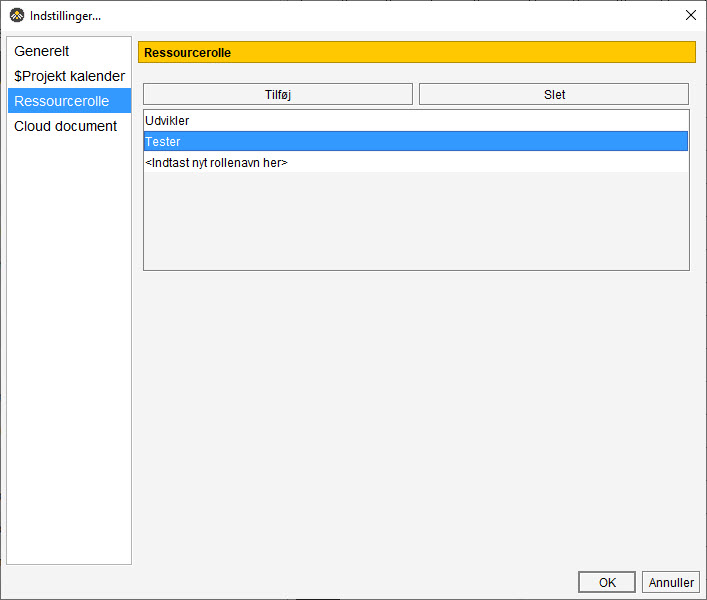 Indstillinger...
Generelt
$Projekt kalender
Ressourcerolle
Cloud document
Ressourcerolle
Tilføj
Slet
Udvikler
Tester
<Indtast nyt rollenavn her>
OK
Annuller